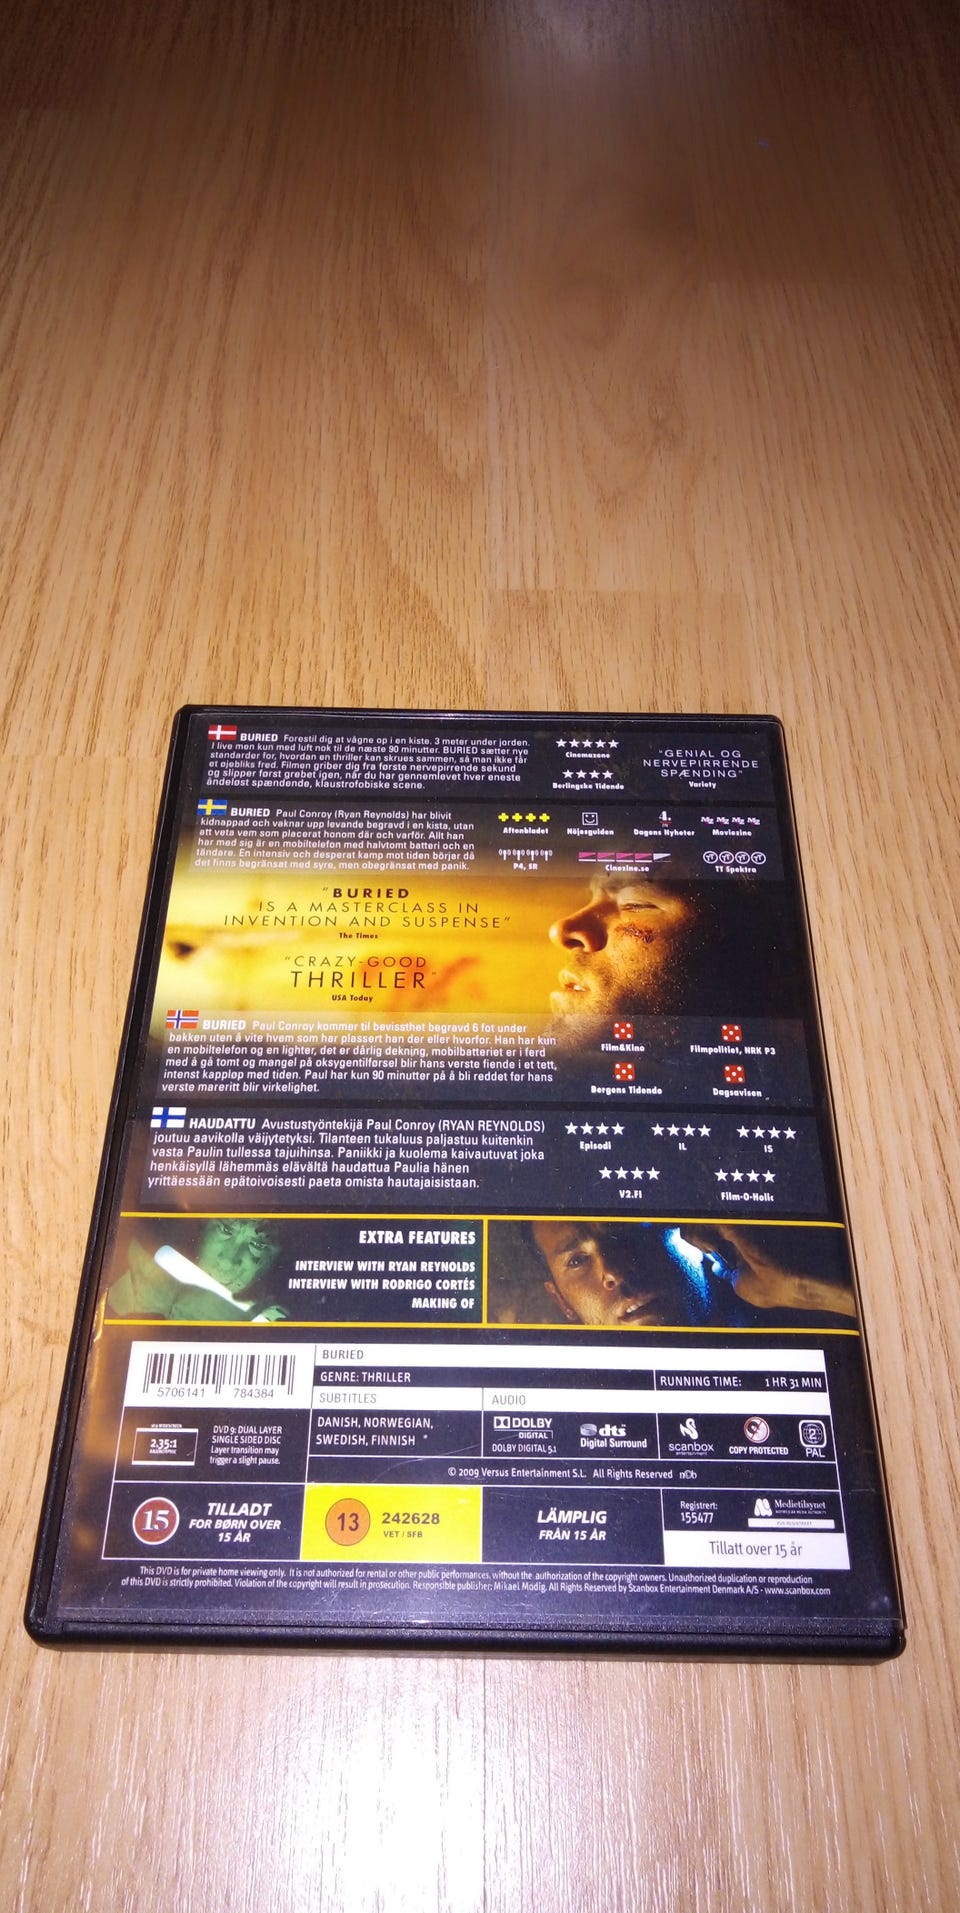 BURIED Forestil dig at vågne op i en kiste. 3 meter under jorden.
I live men kun med luft nok til de næste 90 minutter. BURIED sætter nye
standarder for, hvordan en thriller kan skrues sammen, så man ikke får
et øjebliks fred. Filmen griber dig fra første nervepirrende sekund
og slipper først grebet igen, når du har gennemlevet hver eneste
åndeløst spændende, klaustrofobiske scene.
Cinemazone
Berlingske Tidende
"GENIAL OG
NERVEPIRRENDE
SPÆNDING"
Variety
BURIED Paul Conroy (Ryan Reynolds) har blivit
kidnappad och vaknar upp levande begravd i en kista, utan
att veta vem som placerat honom där och varför. Allt han
har med sig är en mobiltelefon med halvtomt batteri och en
tändare. En intensiv och desperat kamp mot tiden börjar då
det finns begränsat med syre, men obegränsat med panik.
Aftonbladet
Nöjesguiden
Dagens Nyheter
Moviezine
P4, SR
Cinezine.se
TT Spektra
"BURIED
IS A MASTERCLASS IN
INVENTION AND SUSPENSE"
The Times
"CRAZY-GOOD
THRILLER"
USA Today
BURIED Paul Conroy kommer til bevissthet begravd 6 fot under
bakken uten å vite hvem som har plassert han der eller hvorfor. Han har kun
en mobiltelefon og en lighter, det er dårlig dekning, mobilbatteriet er i ferd
med å gå tomt og mangel på oksygentilførsel blir hans verste fiende i et tett,
intenst kappløp med tiden. Paul har kun 90 minutter på å bli reddet før hans
verste mareritt blir virkelighet.
Film&Kino
Filmpolitiet, NRK P3
Bergens Tidende
Dagsavisen
HAUDATTU Avustustyöntekijä Paul Conroy (RYAN REYNOLDS)
joutuu aavikolla väijytetyksi. Tilanteen tukaluus paljastuu kuitenkin
vasta Paulin tullessa tajuihinsa. Paniikki ja kuolema kaivautuvat joka
henkäisyllä lähemmäs elävältä haudattua Paulia hänen
yrittäessään epätoivoisesti paeta omista hautajaisistaan.
Episodi
IL
IS
V2.FI
Film-O-Holic
EXTRA FEATURES
INTERVIEW WITH RYAN REYNOLDS
INTERVIEW WITH RODRIGO CORTÉS
MAKING OF
5706141 784384
BURIED
GENRE: THRILLER
RUNNING TIME: 1 HR 31 MIN
SUBTITLES
AUDIO
2.35:1
DVD 9: DUAL LAYER
SINGLE SIDED DISC
Layer transition may
trigger a slight pause.
DANISH, NORWEGIAN,
SWEDISH, FINNISH
DOLBY
DIGITAL
DOLBY DIGITAL 5.1
dts
Digital Surround
scanbox
entertainment
COPY PROTECTED
2
PAL
© 2009 Versus Entertainment S.L. All Rights Reserved nCb
15
TILLADT
FOR BØRN OVER
15 ÅR
13
242628
VET / SFB
LÄMPLIG
FRÅN 15 ÅR
Registrert:
155477
Medietilsynet
Tillatt over 15 år
This DVD is for private home viewing only. It is not authorized for rental or other public performances, without the authorization of the copyright owners. Unauthorized duplication or reproduction
of this DVD is strictly prohibited. Violation of the copyright will result in prosecution. Responsible publisher: Mikael Modig. All Rights Reserved by Scanbox Entertainment Denmark A/S · www.scanbox.com